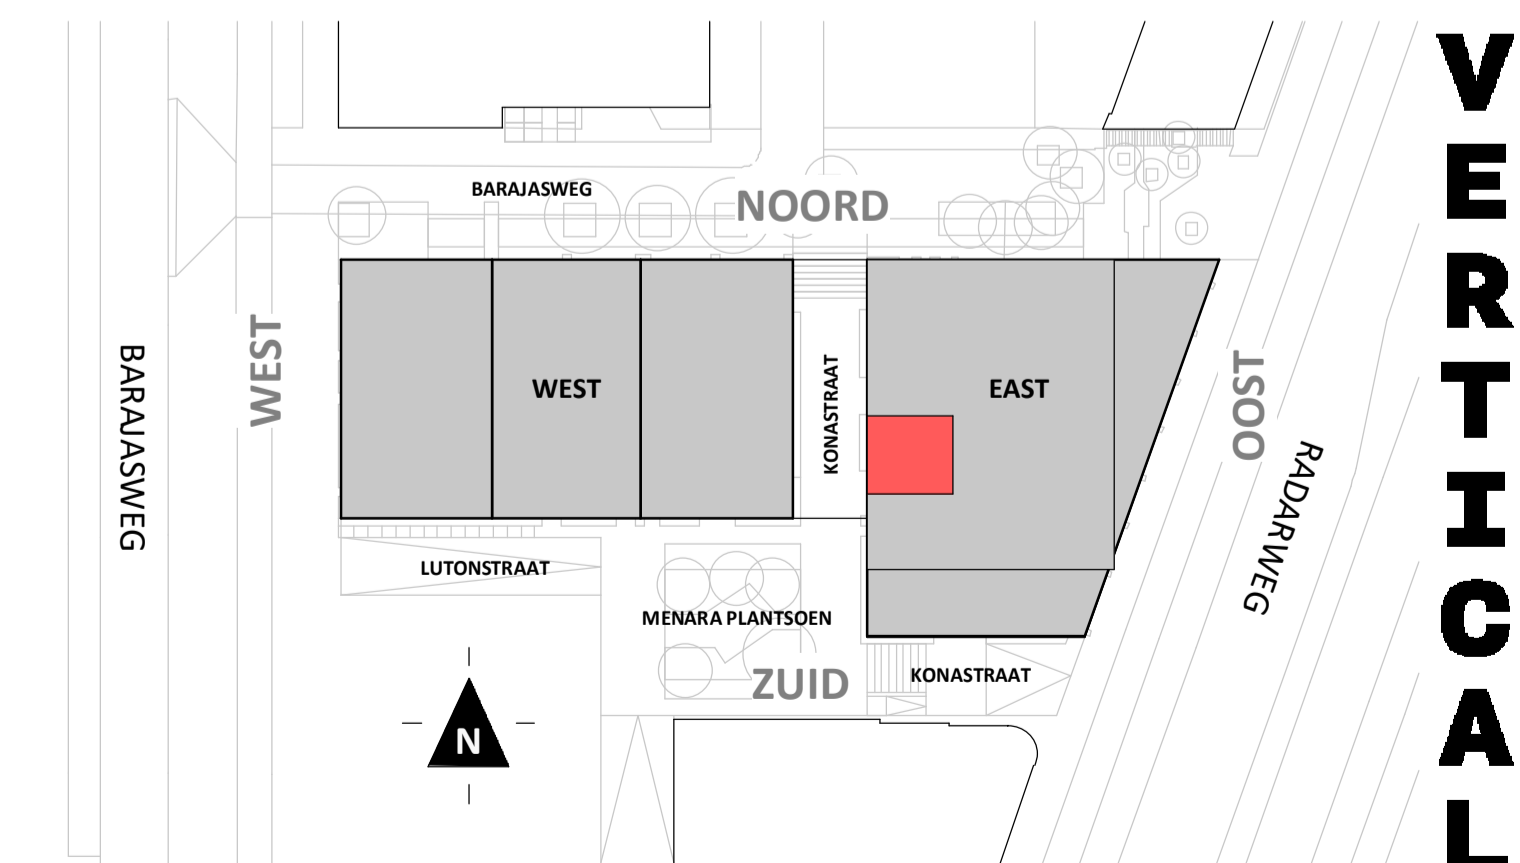 BARAJASWEG
NOORD
WEST
BARAJASWEG
WEST
KONASTRAAT
EAST
OOST
RADARWEG
LUTONSTRAAT
MENARA PLANTSOEN
ZUID
KONASTRAAT
N
VERTICAL